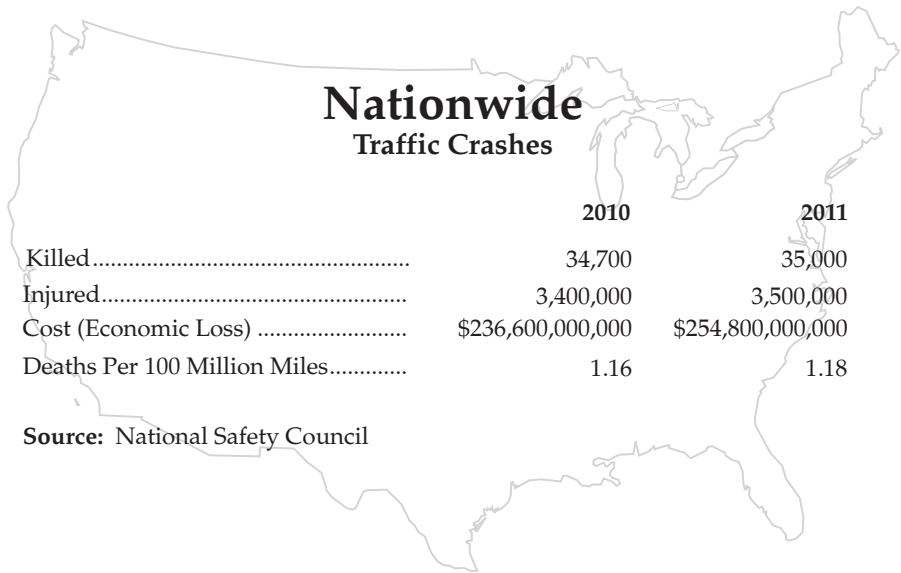 Nationwide
Traffic Crashes
2010 2011
Killed................................................. 34,700 35,000
Injured............................................... 3,400,000 3,500,000
Cost (Economic Loss) ....................... $236,600,000,000 $254,800,000,000
Deaths Per 100 Million Miles............. 1.16 1.18
Source: National Safety Council